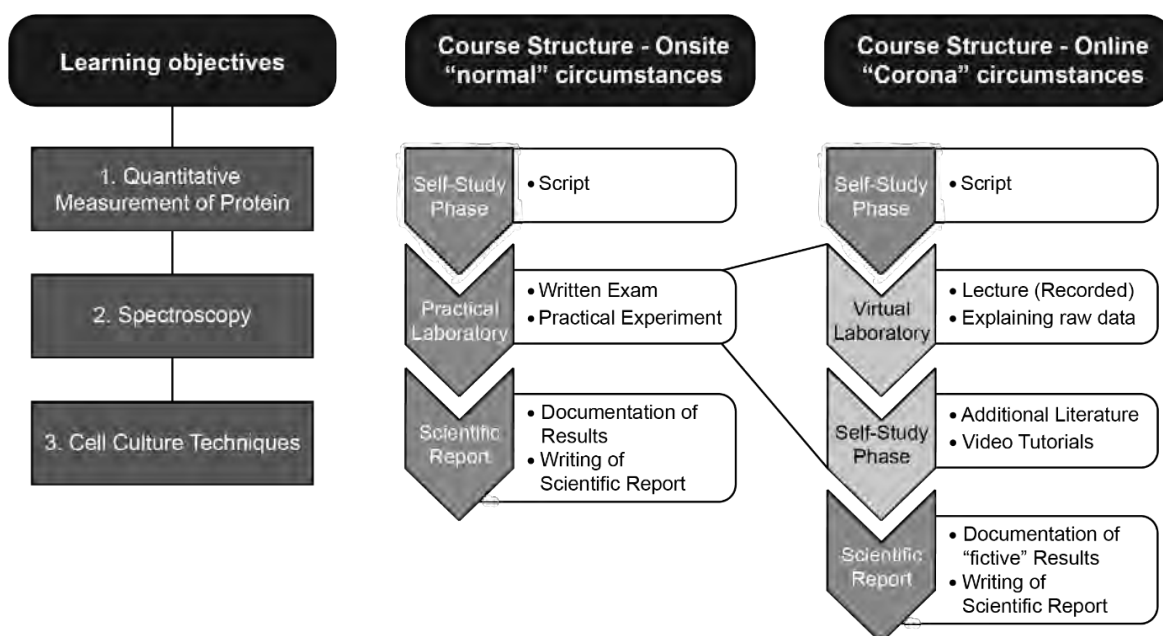 Learning objectives
1. Quantitative
Measurement of Protein
2. Spectroscopy
3. Cell Culture Techniques
Course Structure - Onsite
“normal” circumstances
Self-Study
Phase
• Script
Practical
Laboratory
• Written Exam
• Practical Experiment
Scientific
Report
• Documentation of
Results
• Writing of
Scientific Report
Course Structure - Online
“Corona” circumstances
Self-Study
Phase
• Script
Virtual
Laboratory
• Lecture (Recorded)
• Explaining raw data
Self-Study
Phase
• Additional Literature
• Video Tutorials
Scientific
Report
• Documentation of
“fictive” Results
• Writing of
Scientific Report